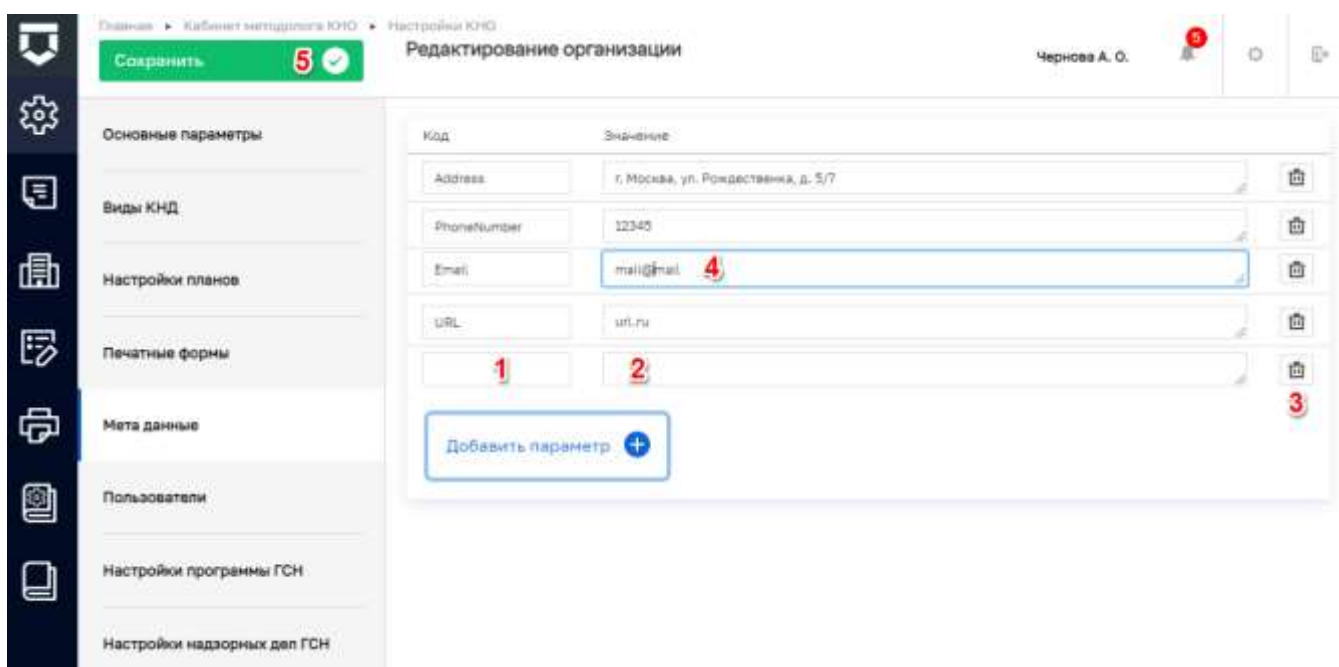 Главная ▸ Кабинет методолога КНО ▸ Настройки КНО
Сохранить 5
Редактирование организации
Чернова А. О.
5
Основные параметры
Виды КНД
Настройки планов
Печатные формы
Мета данные
Пользователи
Настройки программы ГСН
Настройки надзорных дел ГСН
Код Значение
Address г. Москва, ул. Рождественка, д. 5/7
PhoneNumber 12345
Email mail@mail 4
URL url.ru
1 2
3
Добавить параметр